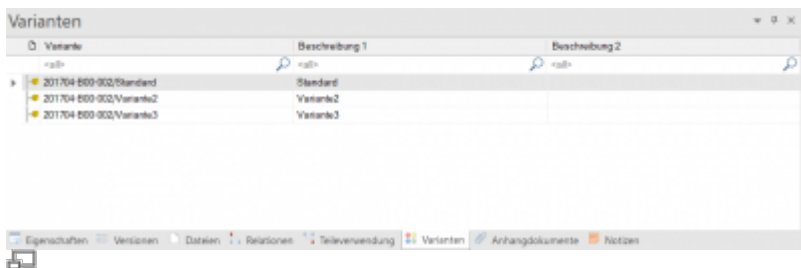 Varianten
Variante Beschreibung 1 Beschreibung 2
<all> <all> <all>
201704-B00-002/Standard Standard
201704-B00-002/Variante2 Variante2
201704-B00-002/Variante3 Variante3
Eigenschaften Versionen Dateien Relationen Teileverwendung Varianten Anhangdokumente Notizen